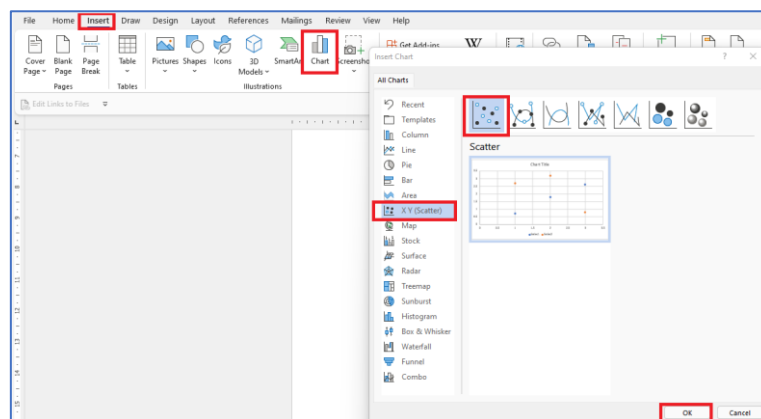 File Home Insert Draw Design Layout References Mailings Review View Help
Cover Page
Blank Page
Page Break
Table
Pictures
Shapes
Icons
3D Models
SmartArt
Chart
Get Add-ins
Pages
Tables
Illustrations
Edit Links to Files
Insert Chart
All Charts
Recent
Templates
Column
Line
Pie
Bar
Area
X Y (Scatter)
Map
Stock
Surface
Radar
Treemap
Sunburst
Histogram
Box & Whisker
Waterfall
Funnel
Combo
Scatter
Chart Title
OK
Cancel